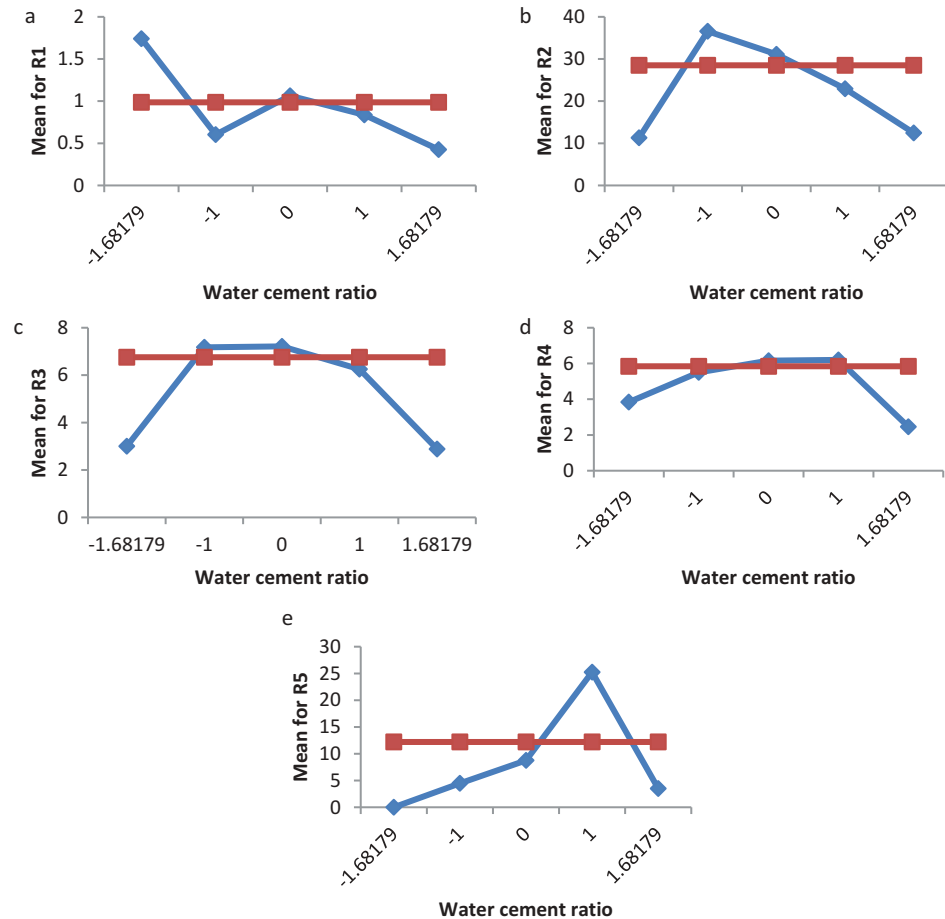 a
2
1.5
1
0.5
0
Mean for R1
-1.68179
-1
0
1
1.68179
Water cement ratio
b
40
30
20
10
0
Mean for R2
-1.68179
-1
0
1
1.68179
Water cement ratio
c
8
6
4
2
0
Mean for R3
-1.68179 -1 0 1 1.68179
Water cement ratio
d
8
6
4
2
0
Mean for R4
-1.68179
-1
0
1
1.68179
Water cement ratio
e
30
25
20
15
10
5
0
Mean for R5
-1.68179
-1
0
1
1.68179
Water cement ratio